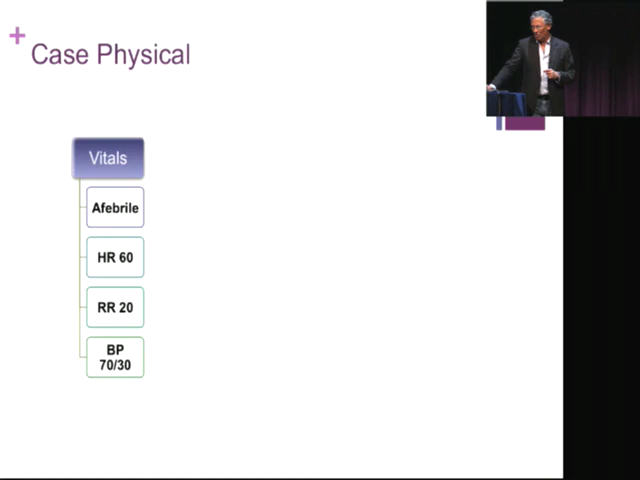 +
Case Physical
Vitals
Afebrile
HR 60
RR 20
BP
70/30